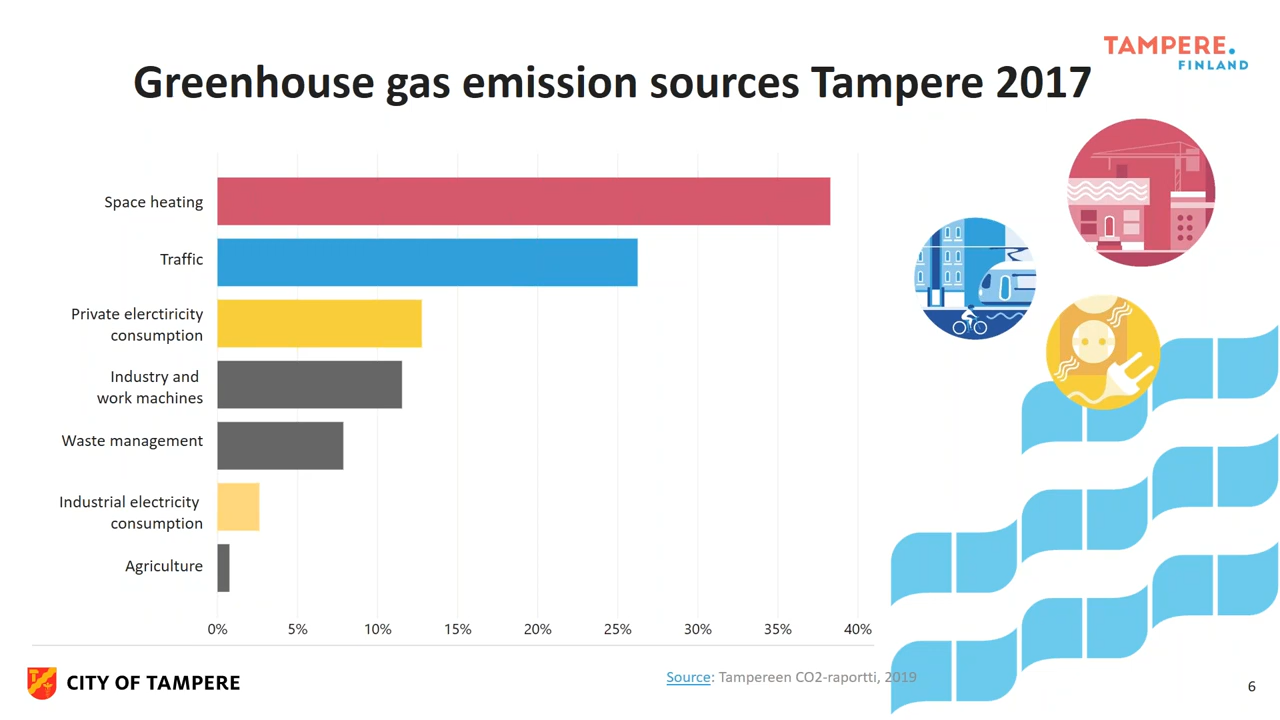 TAMPERE.
FINLAND
Greenhouse gas emission sources Tampere 2017
Space heating
Traffic
Private elerctiricity
consumption
Industry and
work machines
Waste management
Industrial electricity
consumption
Agriculture
0% 5% 10% 15% 20% 25% 30% 35% 40%
CITY OF TAMPERE
Source: Tampereen CO2-raportti, 2019
6